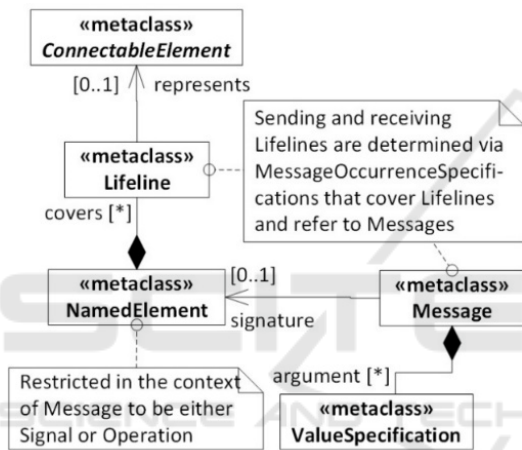 «metaclass»
ConnectableElement
[0..1] represents
Sending and receiving
Lifelines are determined via
MessageOccurrenceSpecifi-
cations that cover Lifelines
and refer to Messages
«metaclass»
Lifeline
covers [*]
[0..1]
«metaclass»
NamedElement
signature
«metaclass»
Message
Restricted in the context
of Message to be either
Signal or Operation
argument [*]
«metaclass»
ValueSpecification